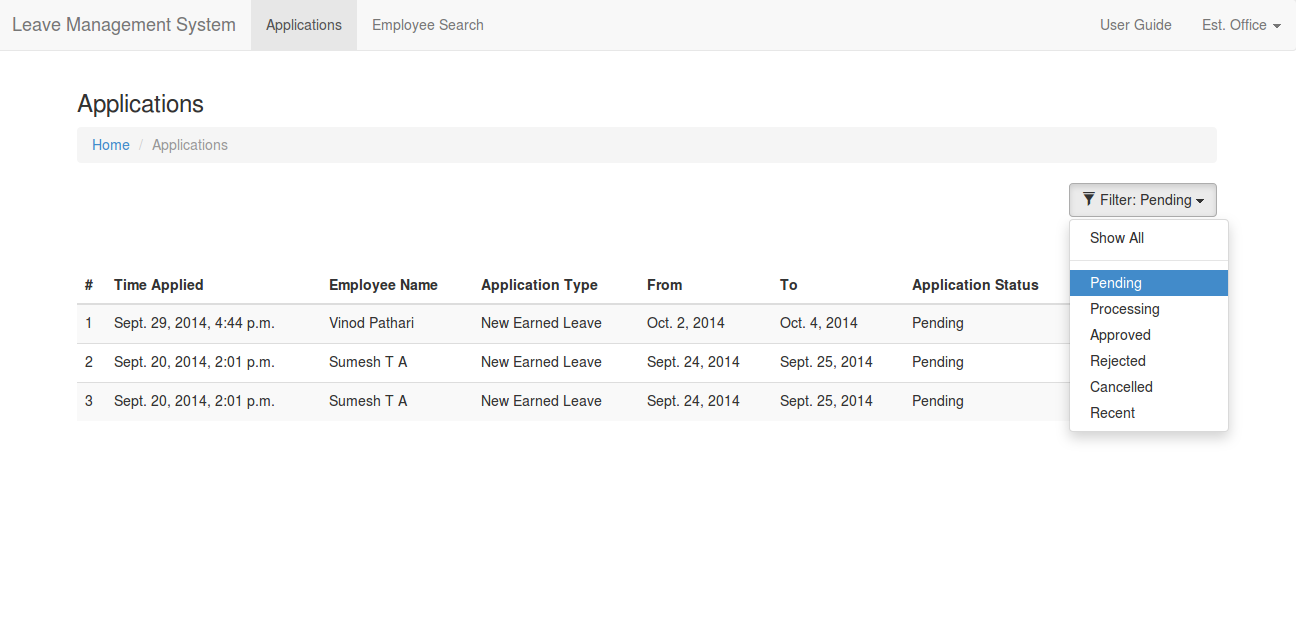 Leave Management System Applications Employee Search User Guide Est. Office
Applications
Home / Applications
Filter: Pending
Show All
# Time Applied Employee Name Application Type From To Application Status
Pending
Processing
1 Sept. 29, 2014, 4:44 p.m. Vinod Pathari New Earned Leave Oct. 2, 2014 Oct. 4, 2014 Pending
Approved
2 Sept. 20, 2014, 2:01 p.m. Sumesh T A New Earned Leave Sept. 24, 2014 Sept. 25, 2014 Pending
Rejected
Cancelled
3 Sept. 20, 2014, 2:01 p.m. Sumesh T A New Earned Leave Sept. 24, 2014 Sept. 25, 2014 Pending
Recent